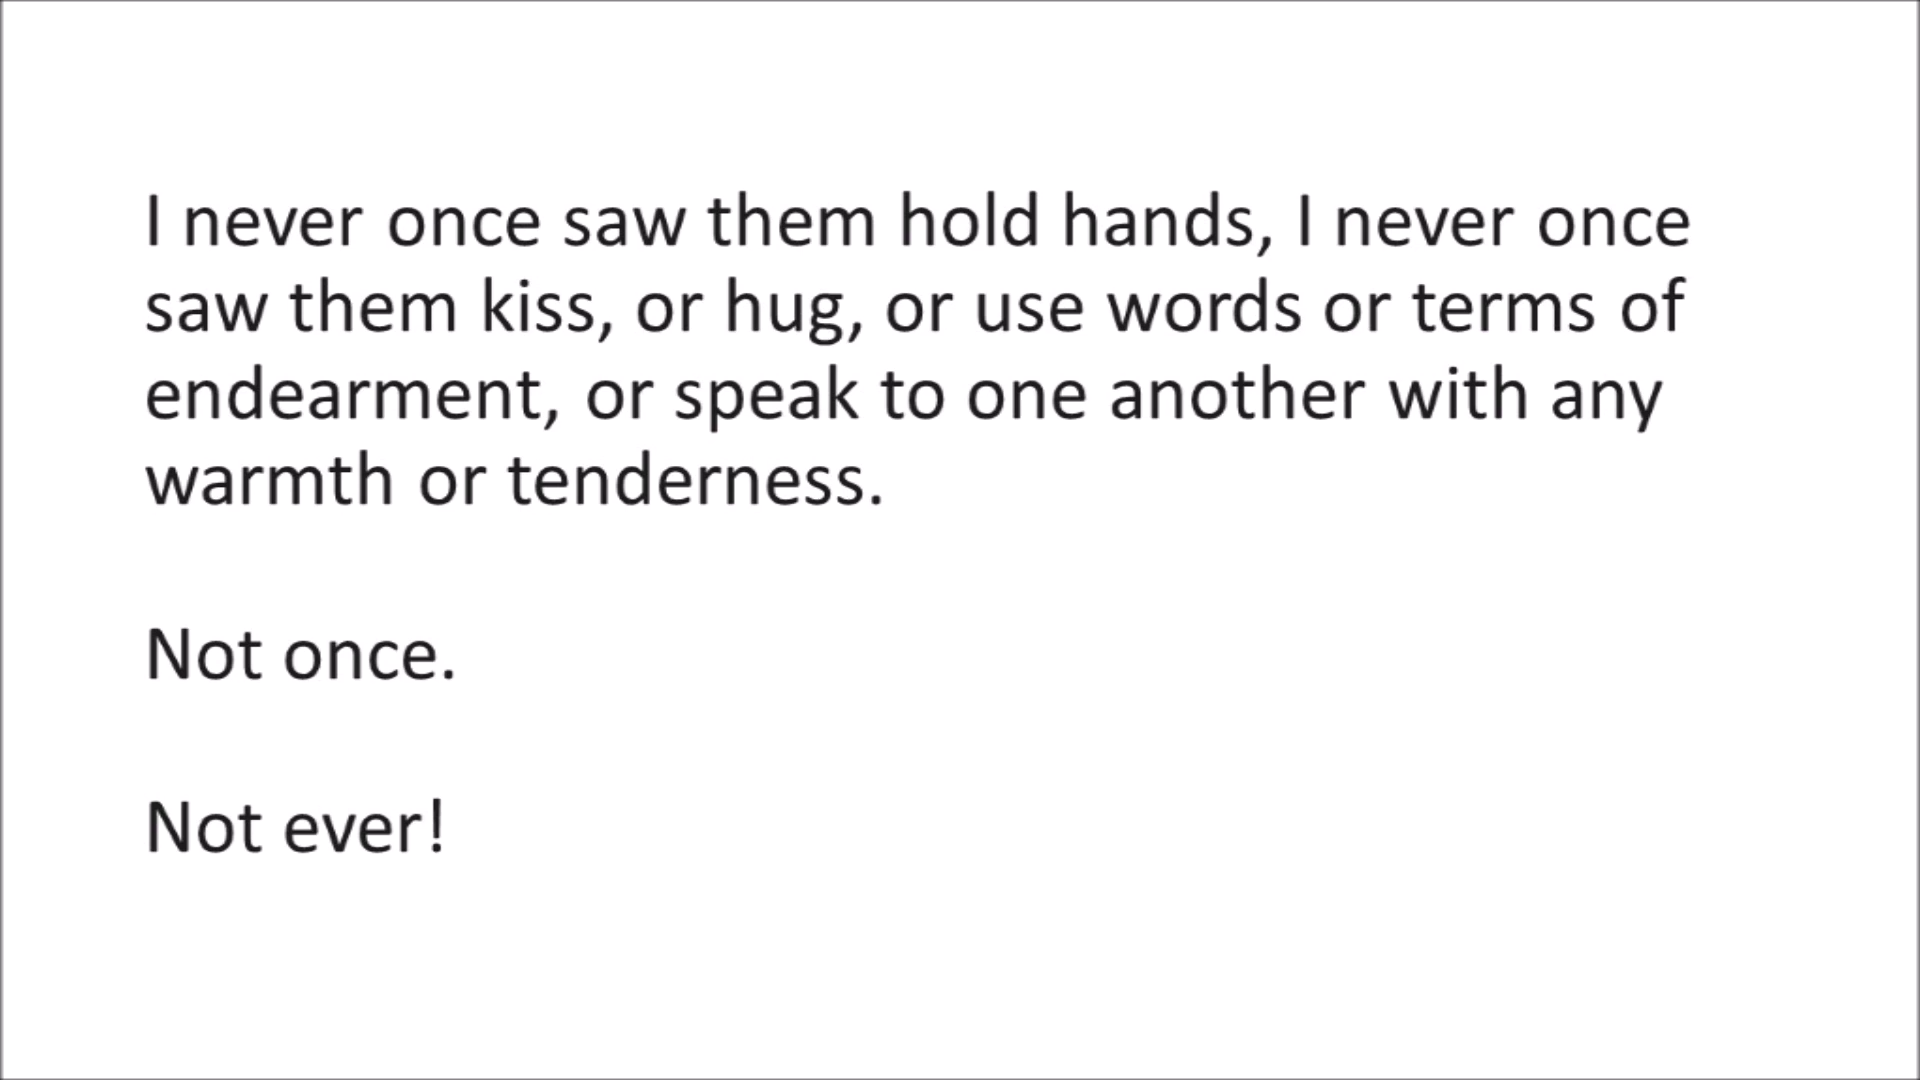 I never once saw them hold hands, I never once
saw them kiss, or hug, or use words or terms of
endearment, or speak to one another with any
warmth or tenderness.
Not once.
Not ever!